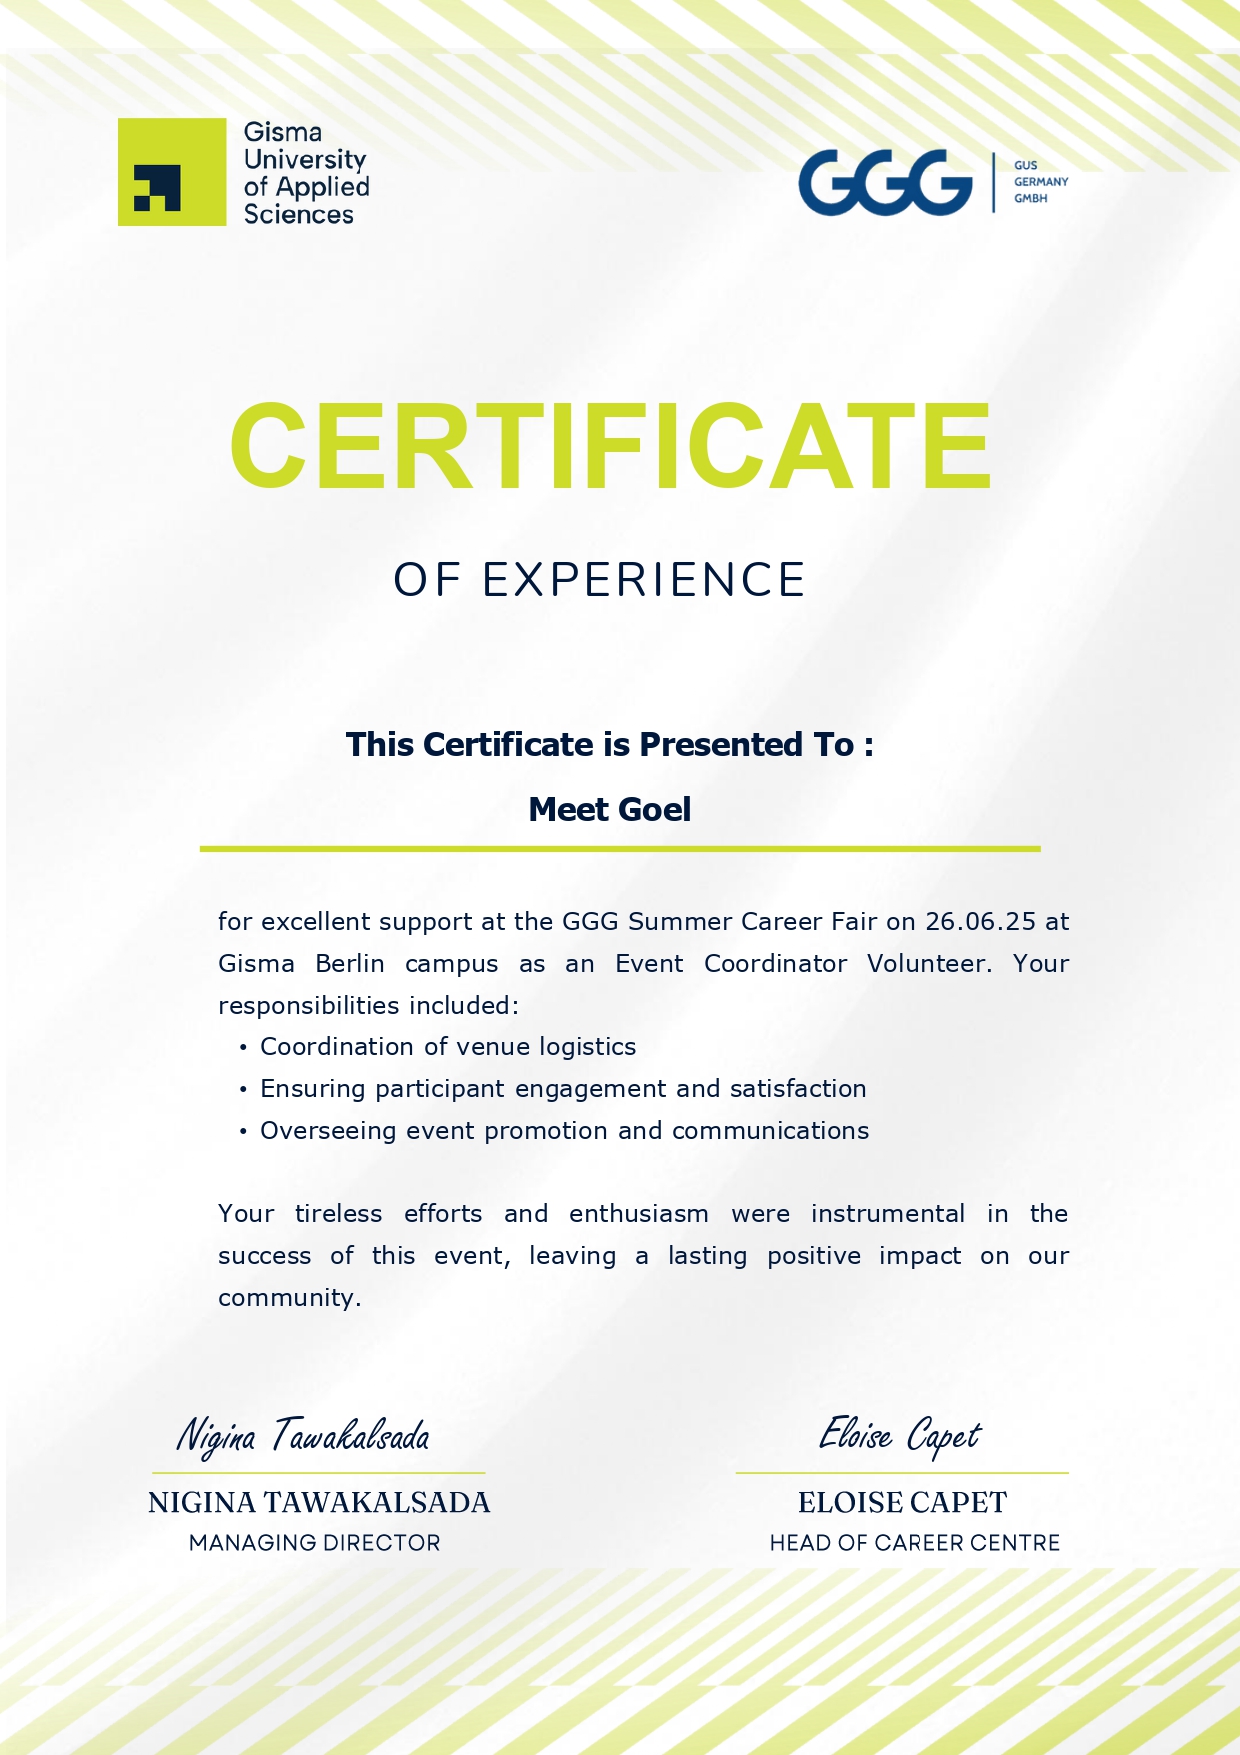 Gisma
University
of Applied
Sciences
GGG
GUS
GERMANY
GMBH
CERTIFICATE
OF EXPERIENCE
This Certificate is Presented To :
Meet Goel
for excellent support at the GGG Summer Career Fair on 26.06.25 at
Gisma Berlin campus as an Event Coordinator Volunteer. Your
responsibilities included:
• Coordination of venue logistics
• Ensuring participant engagement and satisfaction
• Overseeing event promotion and communications
Your tireless efforts and enthusiasm were instrumental in the
success of this event, leaving a lasting positive impact on our
community.
Nigina Tawakalsada
NIGINA TAWAKALSADA
MANAGING DIRECTOR
Eloise Capet
ELOISE CAPET
HEAD OF CAREER CENTRE